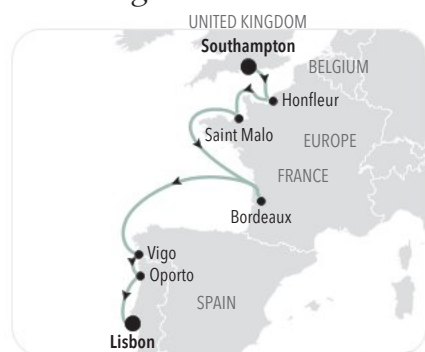 UNITED KINGDOM
Southampton
BELGIUM
Honfleur
Saint Malo
EUROPE
FRANCE
Bordeaux
Vigo
Oporto
SPAIN
Lisbon